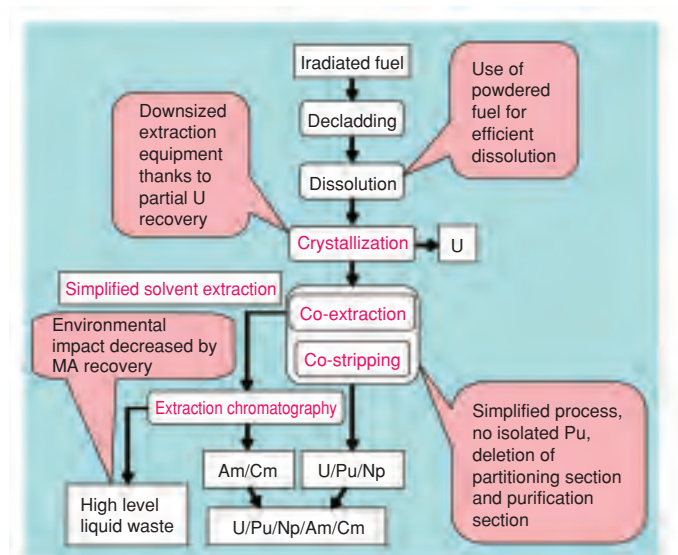 Iradiated fuel
Use of
powdered
fuel for
efficient
dissolution
Downsized
extraction
equipment
thanks to
partial U
recovery
Decladding
Dissolution
Crystallization
U
Simplified solvent extraction
Co-extraction
Co-stripping
Environmental
impact decreased by
MA recovery
Extraction chromatography
Simplified process,
no isolated Pu,
deletion of
partitioning section
and purification
section
Am/Cm
U/Pu/Np
High level
liquid waste
U/Pu/Np/Am/Cm